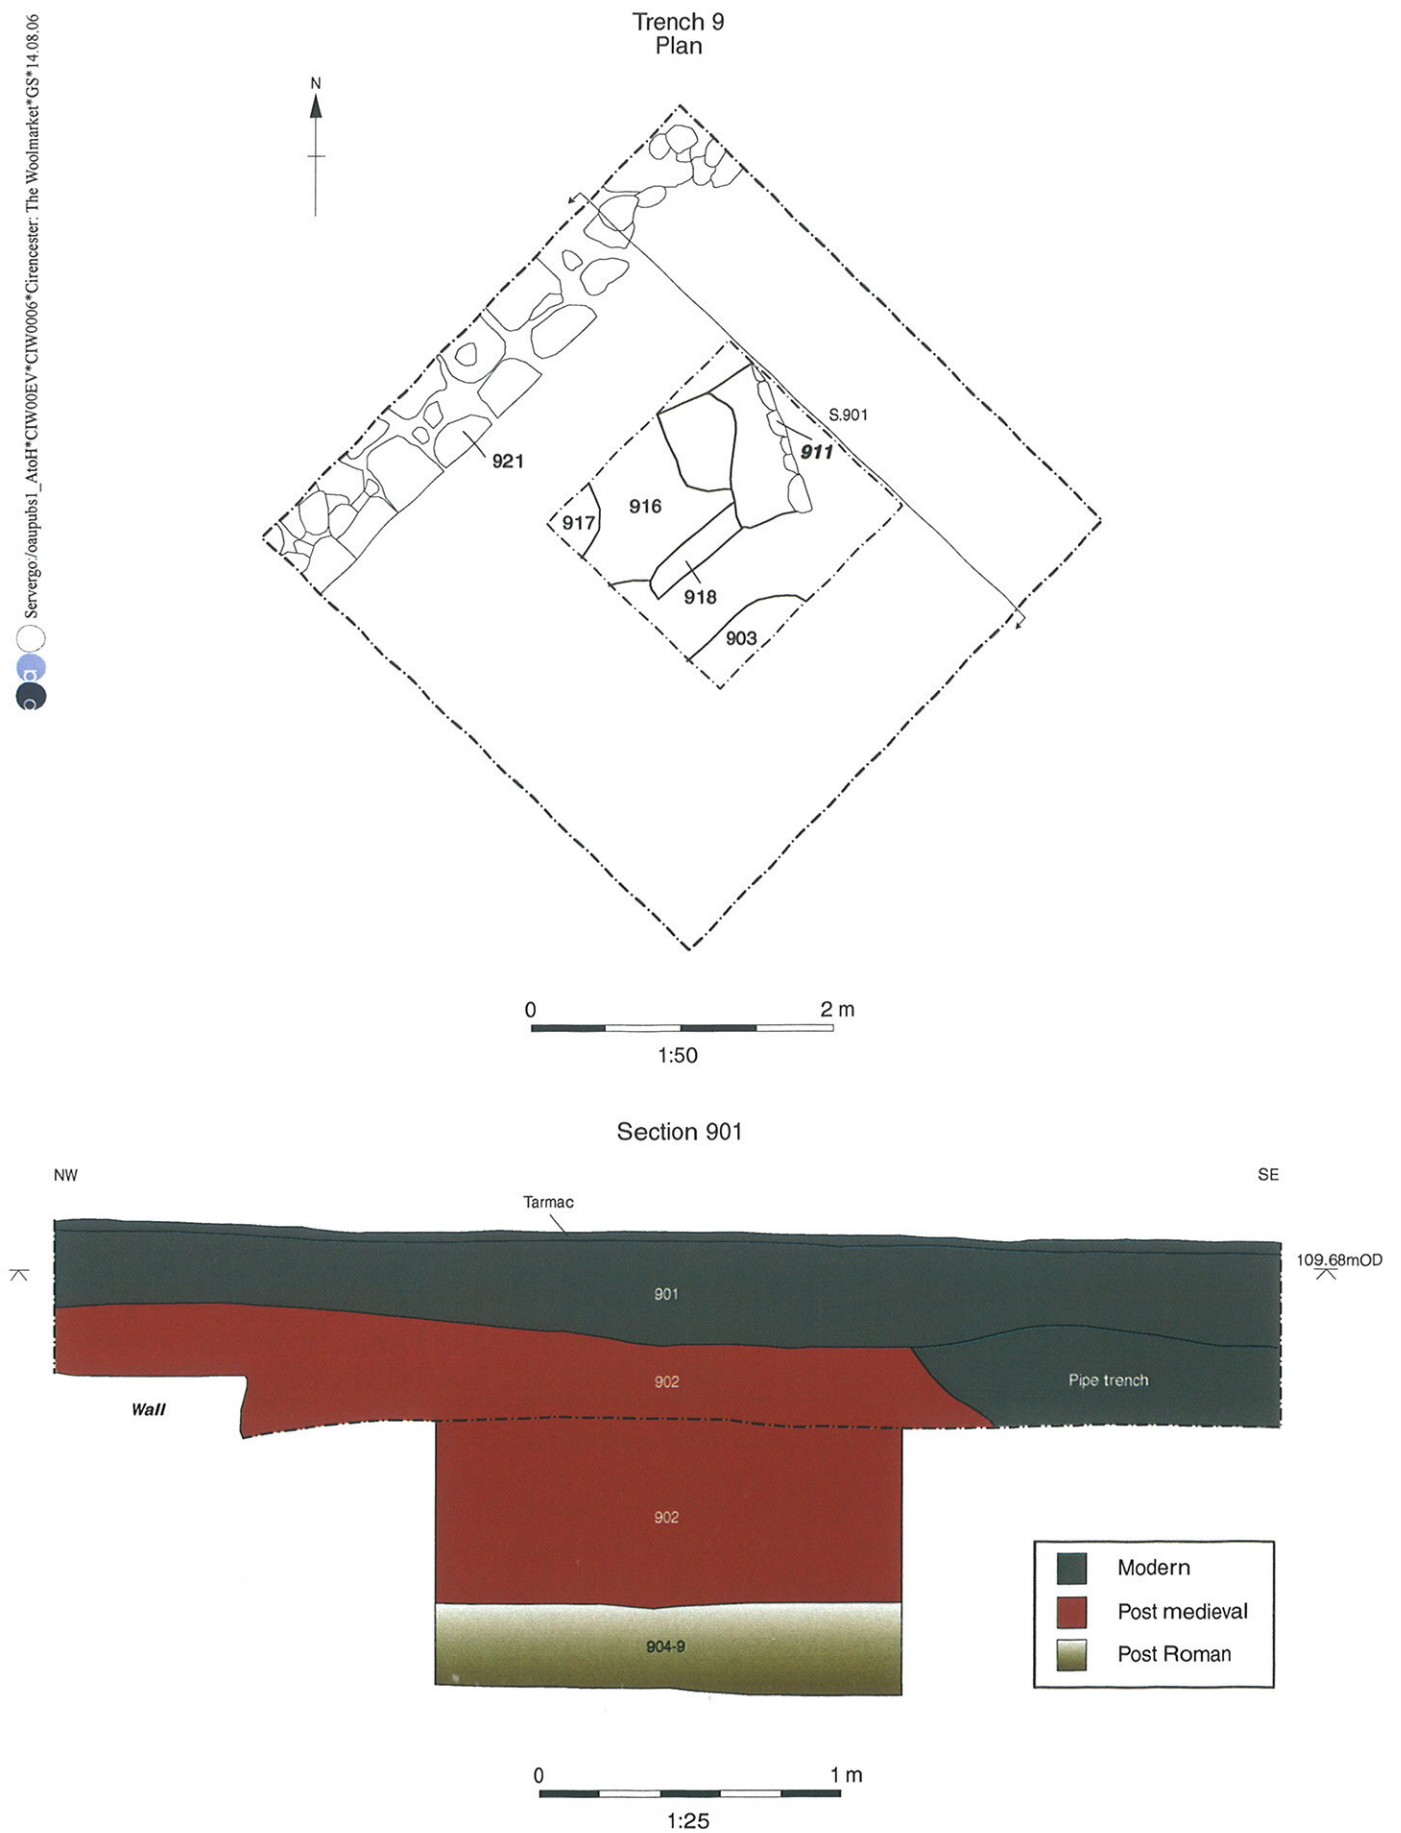 Trench 9
Plan
N
Servergo:/oaupubs1_AtoH*CIW00EV*CIW0006*Cirencester: The Woolmarket*GS*14.08.06
S.901
911
921
916
917
918
903
0 2 m
1:50
Section 901
NW SE
Tarmac
109.68mOD
901
902
Pipe trench
Wall
902
Modern
Post medieval
904-9
Post Roman
0 1 m
1:25